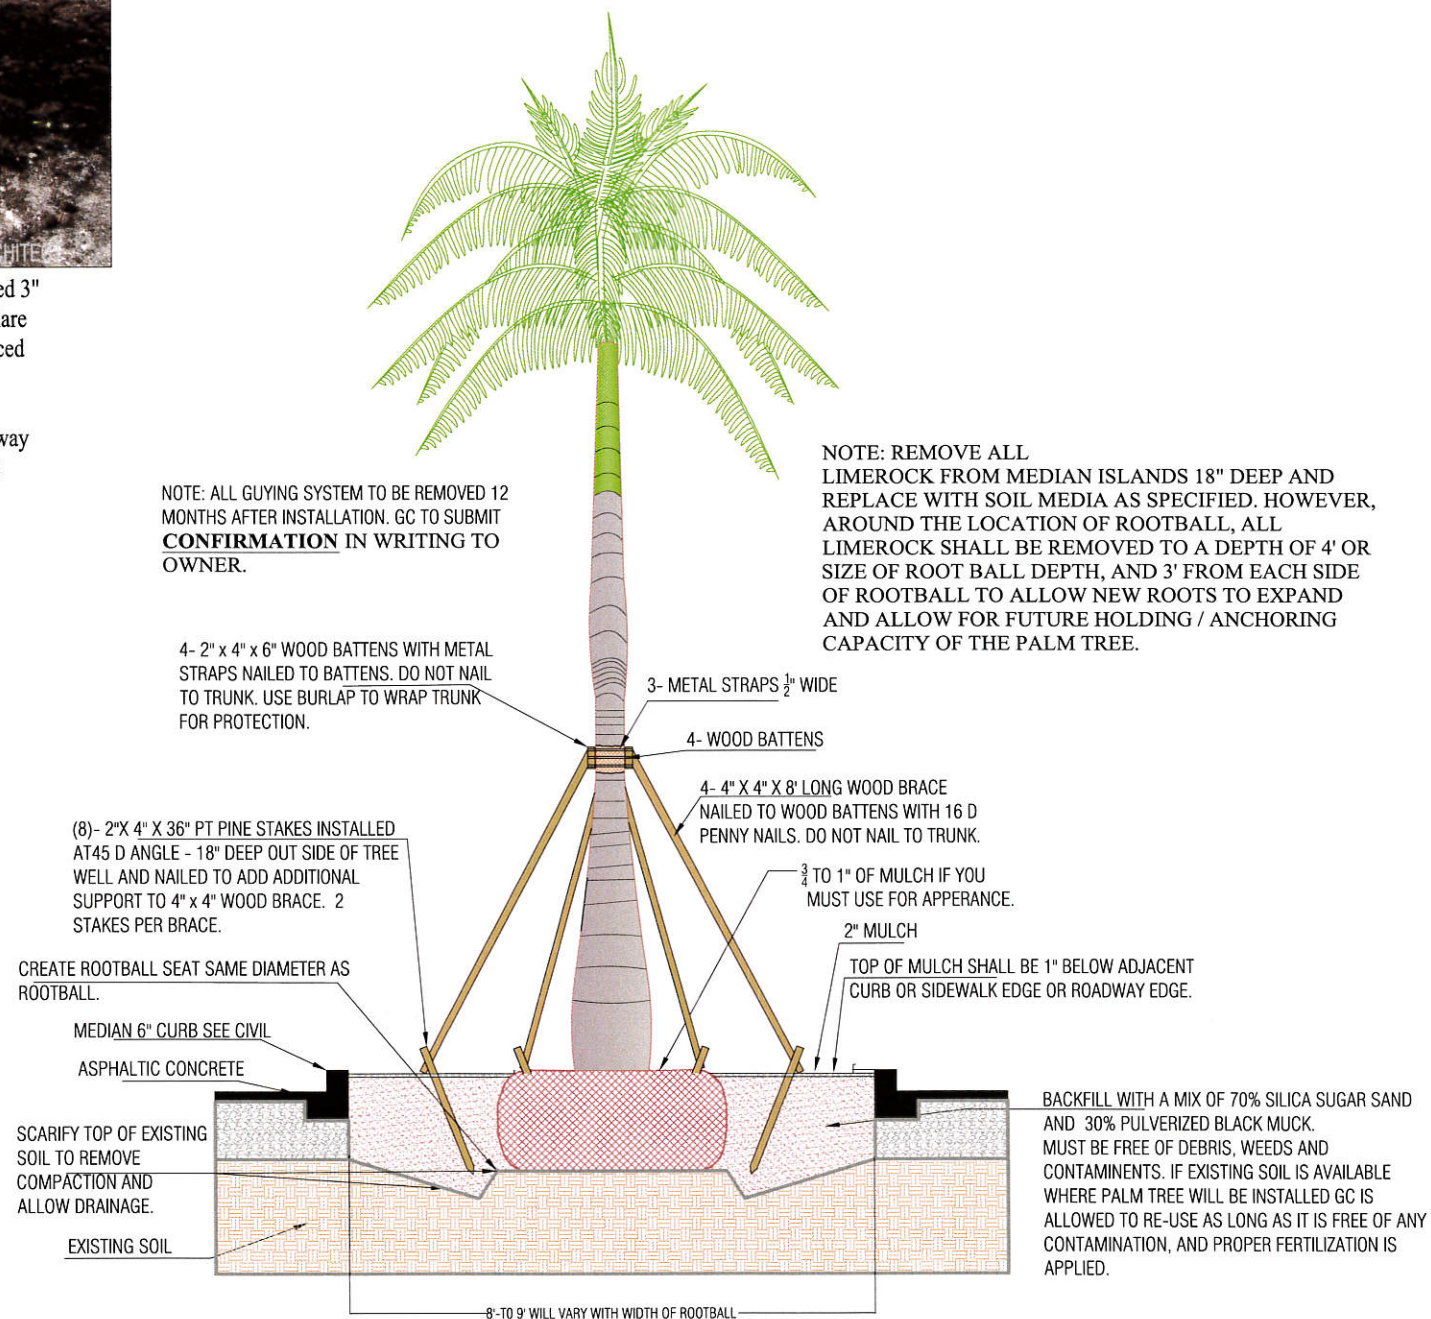 HITEC
ed 3"
are
ced
way
NOTE: ALL GUYING SYSTEM TO BE REMOVED 12
MONTHS AFTER INSTALLATION. GC TO SUBMIT
CONFIRMATION IN WRITING TO
OWNER.
NOTE: REMOVE ALL
LIMEROCK FROM MEDIAN ISLANDS 18" DEEP AND
REPLACE WITH SOIL MEDIA AS SPECIFIED. HOWEVER,
AROUND THE LOCATION OF ROOTBALL, ALL
LIMEROCK SHALL BE REMOVED TO A DEPTH OF 4' OR
SIZE OF ROOT BALL DEPTH, AND 3' FROM EACH SIDE
OF ROOTBALL TO ALLOW NEW ROOTS TO EXPAND
AND ALLOW FOR FUTURE HOLDING / ANCHORING
CAPACITY OF THE PALM TREE.
4- 2" x 4" x 6" WOOD BATTENS WITH METAL
STRAPS NAILED TO BATTENS. DO NOT NAIL
TO TRUNK. USE BURLAP TO WRAP TRUNK
FOR PROTECTION.
3- METAL STRAPS 1/2" WIDE
4- WOOD BATTENS
4- 4" X 4" X 8' LONG WOOD BRACE
NAILED TO WOOD BATTENS WITH 16 D
PENNY NAILS. DO NOT NAIL TO TRUNK.
(8)- 2"X 4" X 36" PT PINE STAKES INSTALLED
AT45 D ANGLE - 18" DEEP OUT SIDE OF TREE
WELL AND NAILED TO ADD ADDITIONAL
SUPPORT TO 4" x 4" WOOD BRACE. 2
STAKES PER BRACE.
3/4 TO 1" OF MULCH IF YOU
MUST USE FOR APPERANCE.
2" MULCH
TOP OF MULCH SHALL BE 1" BELOW ADJACENT
CURB OR SIDEWALK EDGE OR ROADWAY EDGE.
CREATE ROOTBALL SEAT SAME DIAMETER AS
ROOTBALL.
MEDIAN 6" CURB SEE CIVIL
ASPHALTIC CONCRETE
SCARIFY TOP OF EXISTING
SOIL TO REMOVE
COMPACTION AND
ALLOW DRAINAGE.
EXISTING SOIL
BACKFILL WITH A MIX OF 70% SILICA SUGAR SAND
AND 30% PULVERIZED BLACK MUCK.
MUST BE FREE OF DEBRIS, WEEDS AND
CONTAMINENTS. IF EXISTING SOIL IS AVAILABLE
WHERE PALM TREE WILL BE INSTALLED GC IS
ALLOWED TO RE-USE AS LONG AS IT IS FREE OF ANY
CONTAMINATION, AND PROPER FERTILIZATION IS
APPLIED.
8'-TO 9' WILL VARY WITH WIDTH OF ROOTBALL